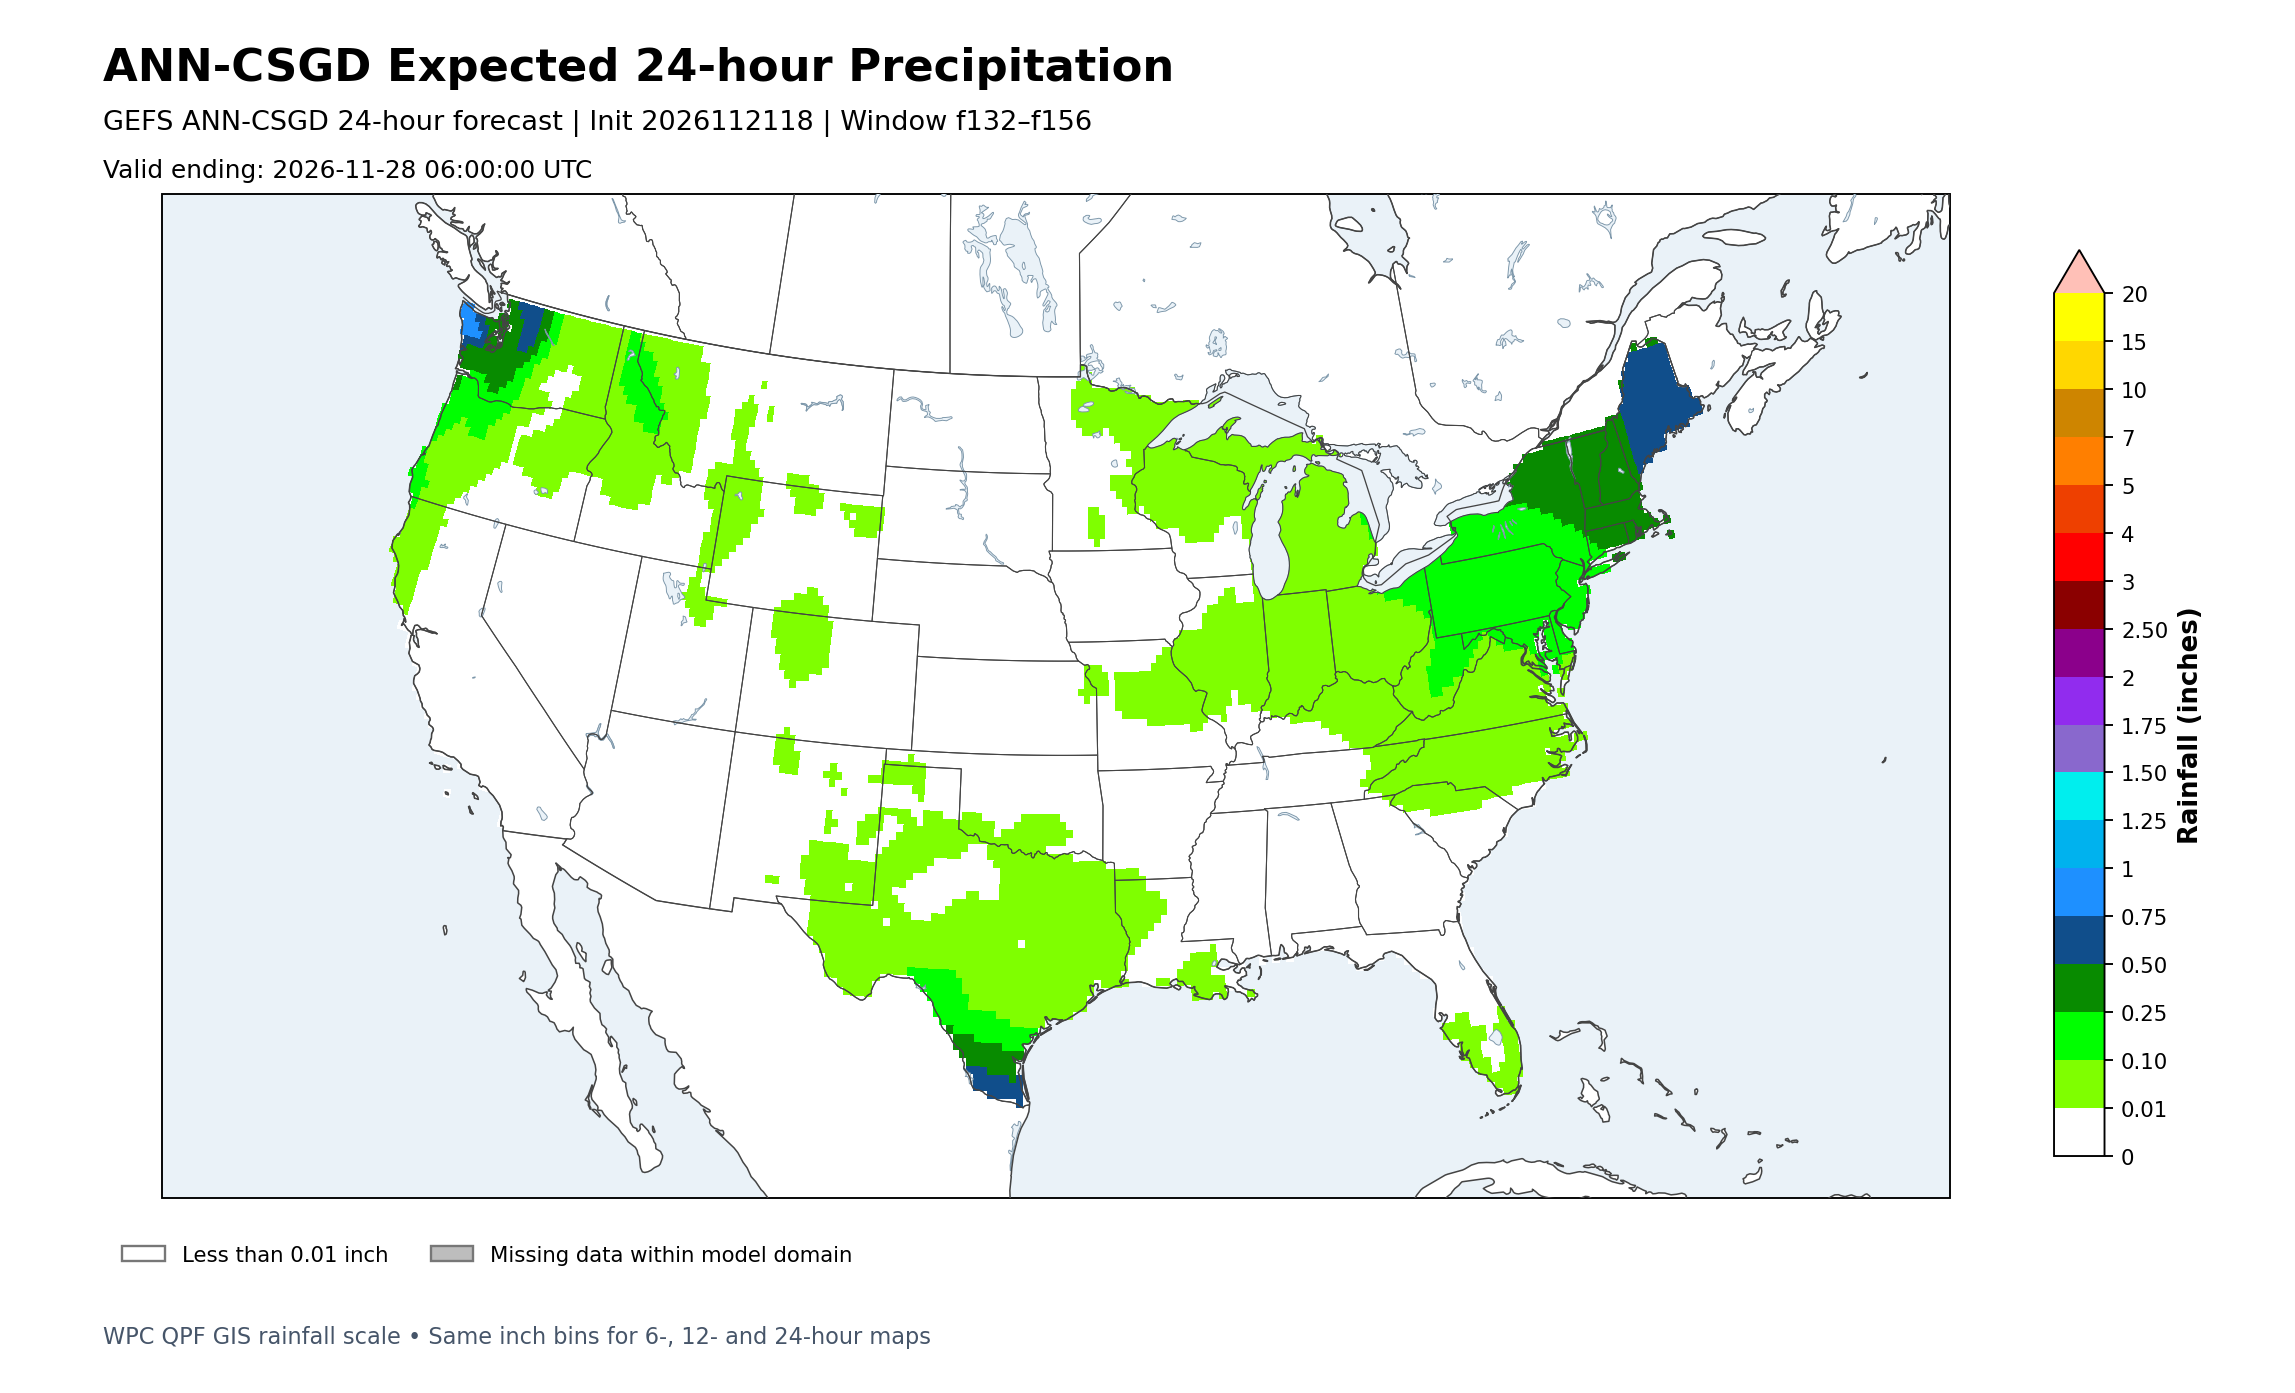 ANN-CSGD Expected 24-hour Precipitation
GEFS ANN-CSGD 24-hour forecast | Init 2026112118 | Window f132–f156
Valid ending: 2026-11-28 06:00:00 UTC
20
15
10
7
5
4
3
2.50
2
1.75
1.50
1.25
1
0.75
0.50
0.25
0.10
0.01
0
Rainfall (inches)
Less than 0.01 inch
Missing data within model domain
WPC QPF GIS rainfall scale • Same inch bins for 6-, 12- and 24-hour maps